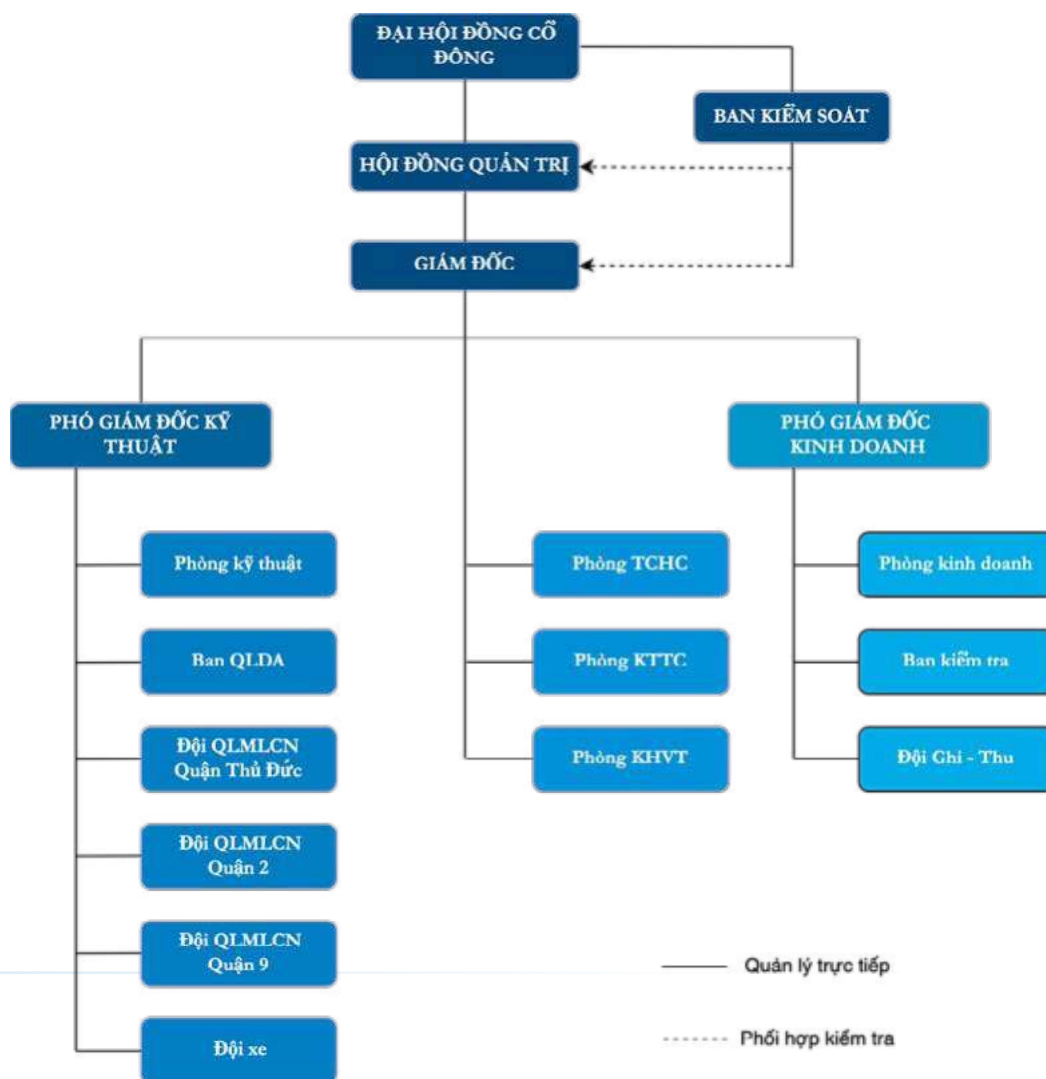 ĐẠI HỘI ĐỒNG CỔ
ĐÔNG
BAN KIỂM SOÁT
HỘI ĐỒNG QUẢN TRỊ
GIÁM ĐỐC
PHÓ GIÁM ĐỐC KỸ
THUẬT
PHÓ GIÁM ĐỐC
KINH DOANH
Phòng kỹ thuật
Ban QLDA
Đội QLMLCN
Quận Thủ Đức
Đội QLMLCN
Quận 2
Đội QLMLCN
Quận 9
Đội xe
Phòng TCHC
Phòng KTTC
Phòng KHVT
Phòng kinh doanh
Ban kiểm tra
Đội Ghi - Thu
Quản lý trực tiếp
Phối hợp kiểm tra